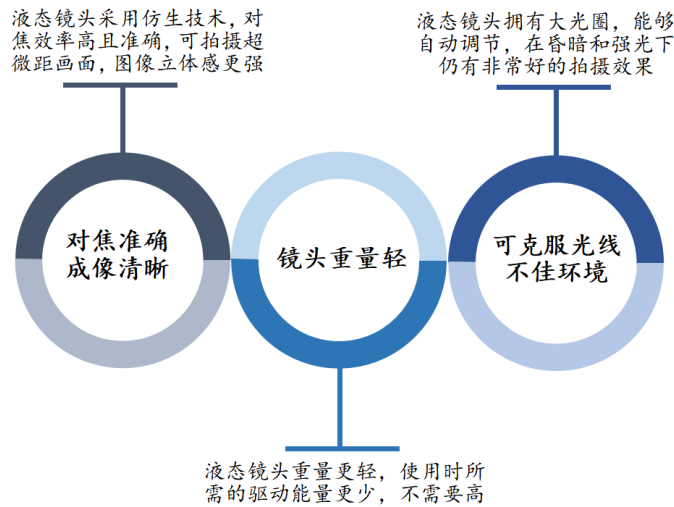 液态镜头采用仿生技术，对
焦效率高且准确，可拍摄超
微距画面，图像立体感更强
液态镜头拥有大光圈，能够
自动调节，在昏暗和强光下
仍有非常好的拍摄效果
对焦准确
成像清晰
镜头重量轻
可克服光线
不佳环境
液态镜头重量更轻，使用时所
需的驱动能量更少，不需要高